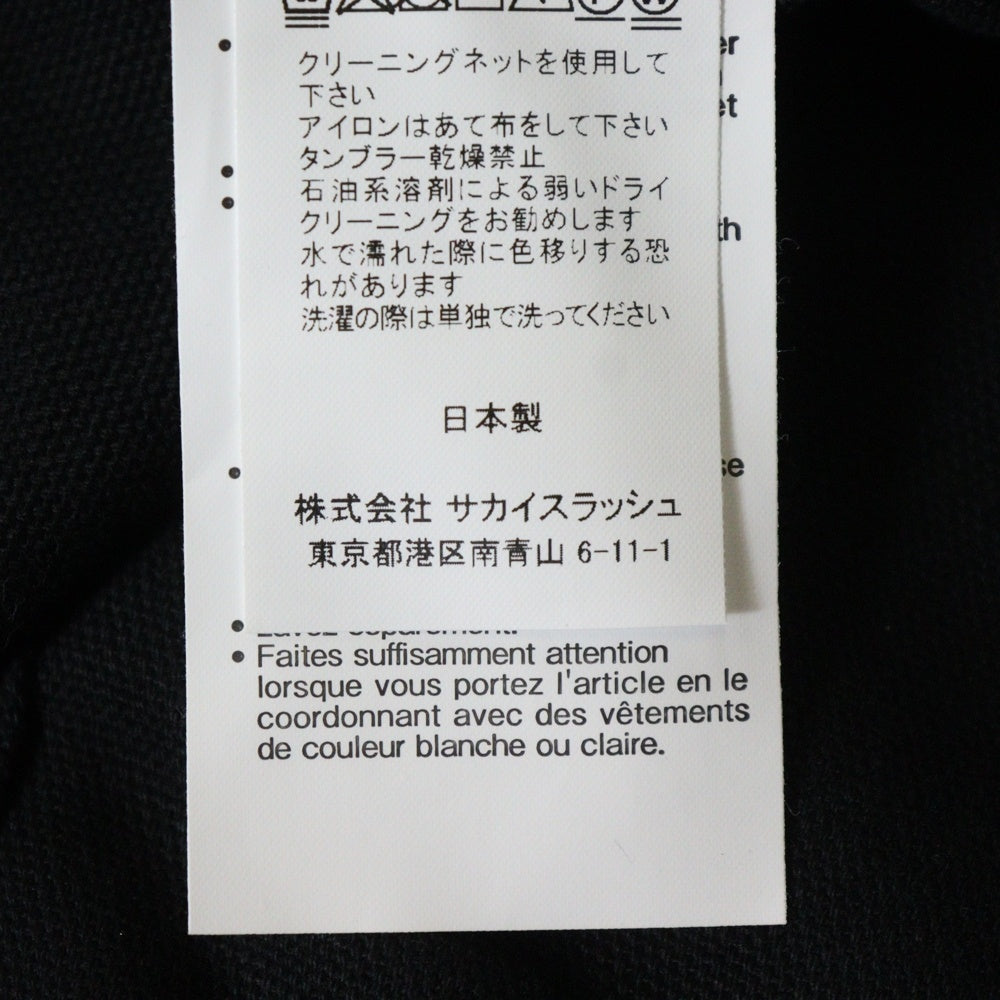 クリーニングネットを使用して
下さい
アイロンはあて布をして下さい
タンブラー乾燥禁止
石油系溶剤による弱いドライ
クリーニングをお勧めします
水で濡れた際に色移りする恐
れがあります
洗濯の際は単独で洗ってください
日本製
株式会社 サカイスラッシュ
東京都港区南青山 6-11-1
• Faites suffisamment attention
lorsque vous portez l'article en le
coordonnant avec des vêtements
de couleur blanche ou claire.